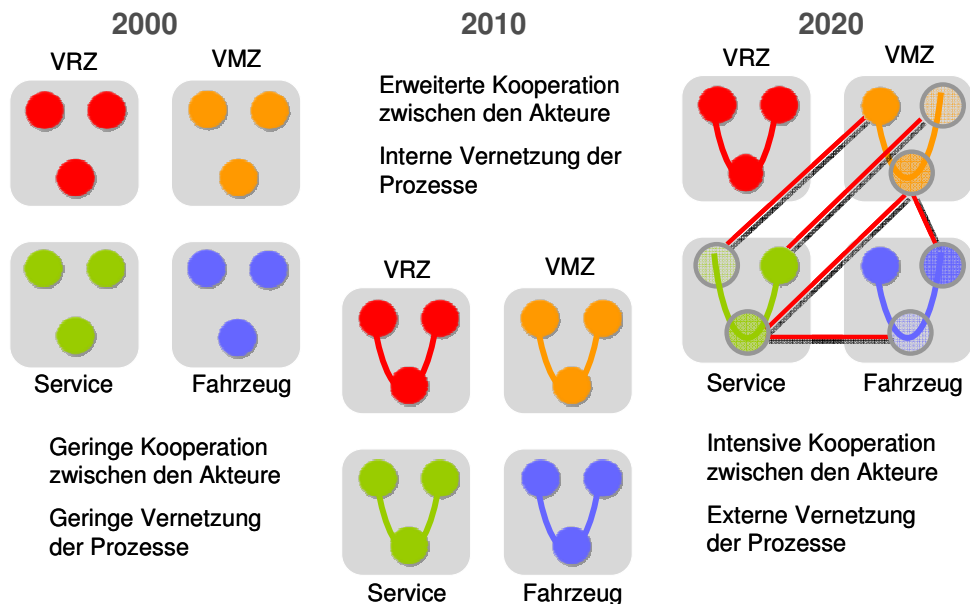 2000
VRZ
VMZ
Service
Fahrzeug
Geringe Kooperation
zwischen den Akteure
Geringe Vernetzung
der Prozesse
2010
Erweiterte Kooperation
zwischen den Akteure
Interne Vernetzung der
Prozesse
VRZ
VMZ
Service
Fahrzeug
2020
VRZ
VMZ
Service
Fahrzeug
Intensive Kooperation
zwischen den Akteure
Externe Vernetzung
der Prozesse